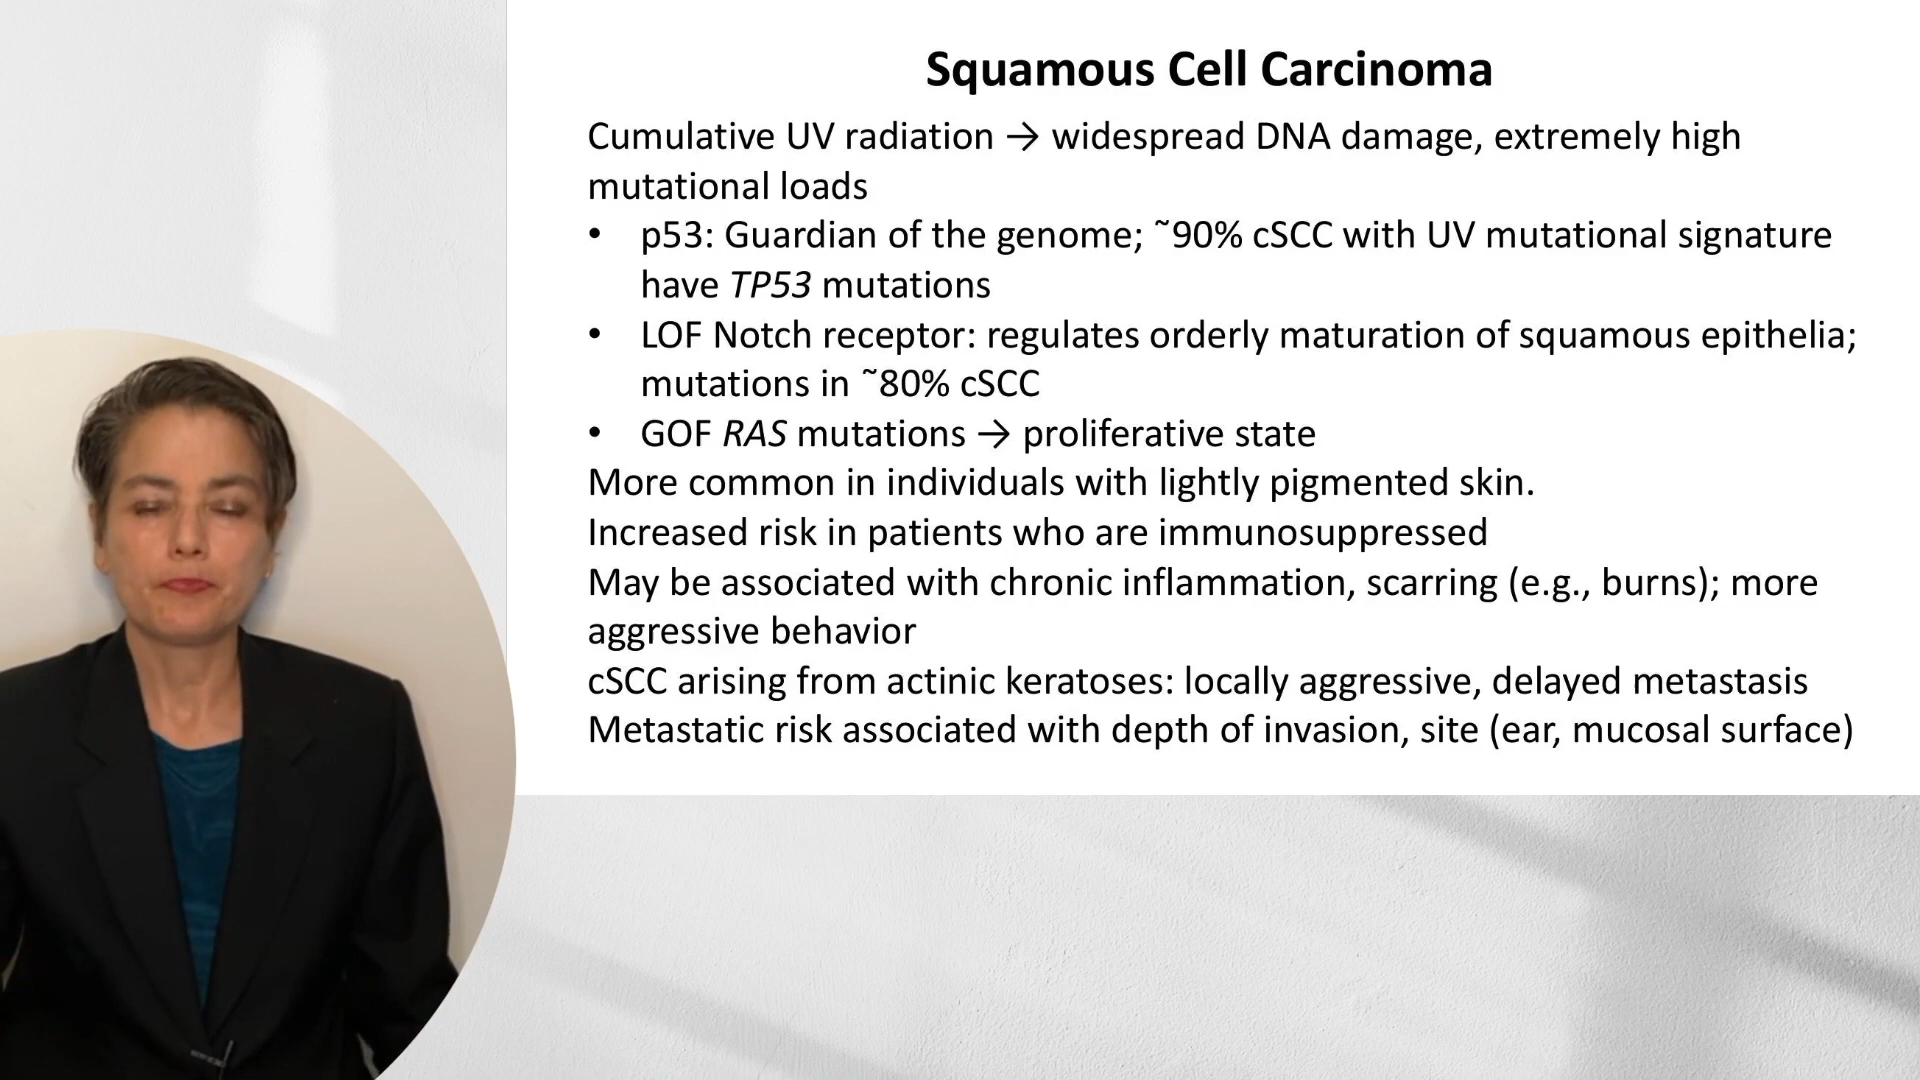 Squamous Cell Carcinoma
Cumulative UV radiation → widespread DNA damage, extremely high
mutational loads
• p53: Guardian of the genome; ~90% cSCC with UV mutational signature
have TP53 mutations
• LOF Notch receptor: regulates orderly maturation of squamous epithelia;
mutations in ~80% cSCC
• GOF RAS mutations → proliferative state
More common in individuals with lightly pigmented skin.
Increased risk in patients who are immunosuppressed
May be associated with chronic inflammation, scarring (e.g., burns); more
aggressive behavior
cSCC arising from actinic keratoses: locally aggressive, delayed metastasis
Metastatic risk associated with depth of invasion, site (ear, mucosal surface)